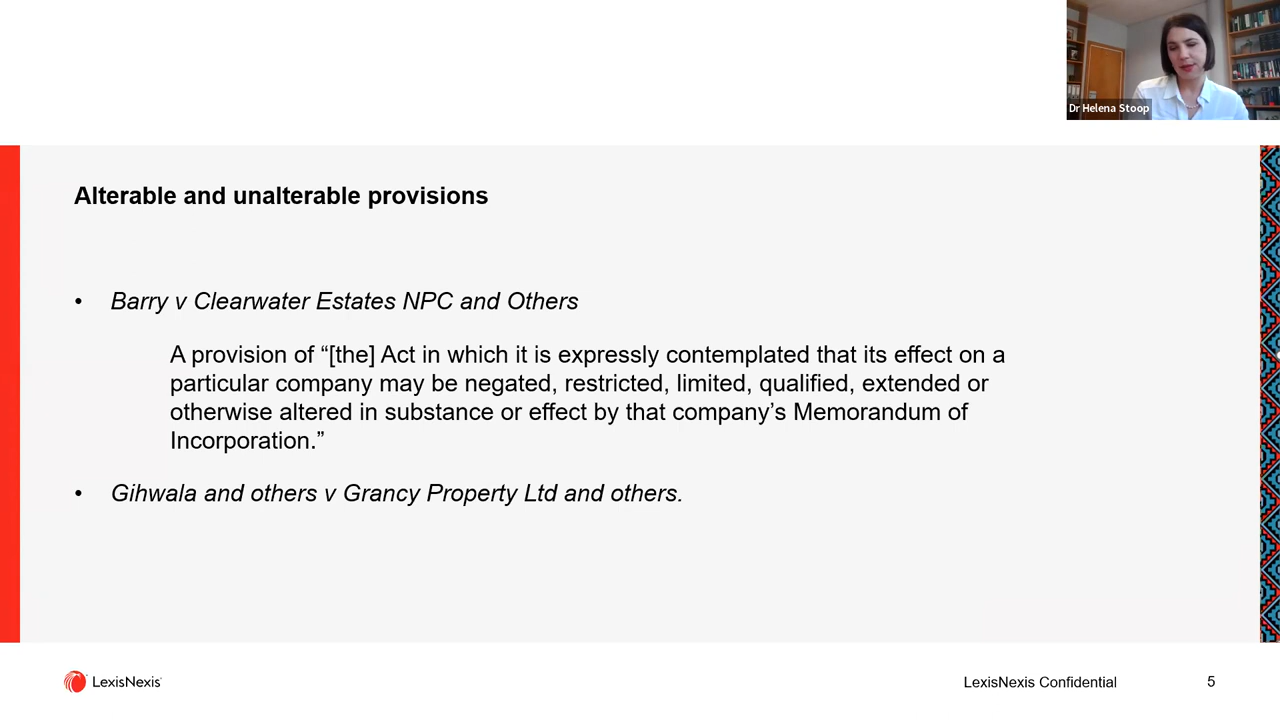 Dr Helena Stoop
Alterable and unalterable provisions
• Barry v Clearwater Estates NPC and Others
A provision of “[the] Act in which it is expressly contemplated that its effect on a
particular company may be negated, restricted, limited, qualified, extended or
otherwise altered in substance or effect by that company’s Memorandum of
Incorporation.”
• Gihwala and others v Grancy Property Ltd and others.
LexisNexis
LexisNexis Confidential
5